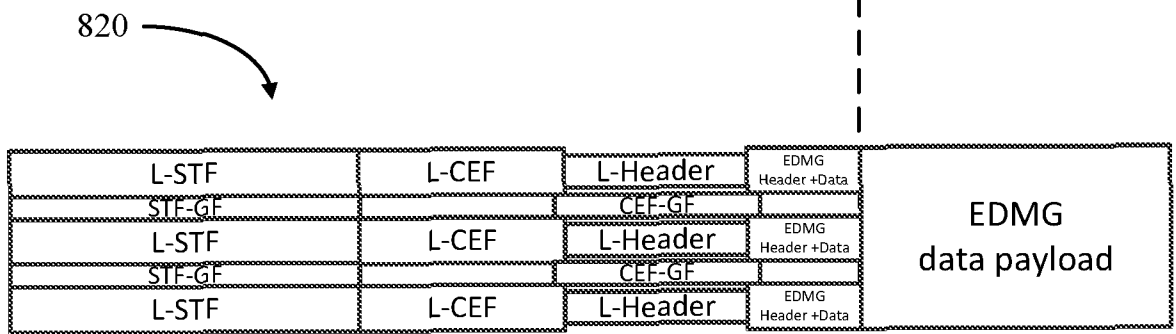 820
L-STF L-CEF L-Header EDMG Header +Data
STF-GF CEF-GF
L-STF L-CEF L-Header EDMG Header +Data
STF-GF CEF-GF
L-STF L-CEF L-Header EDMG Header +Data
EDMG
data payload